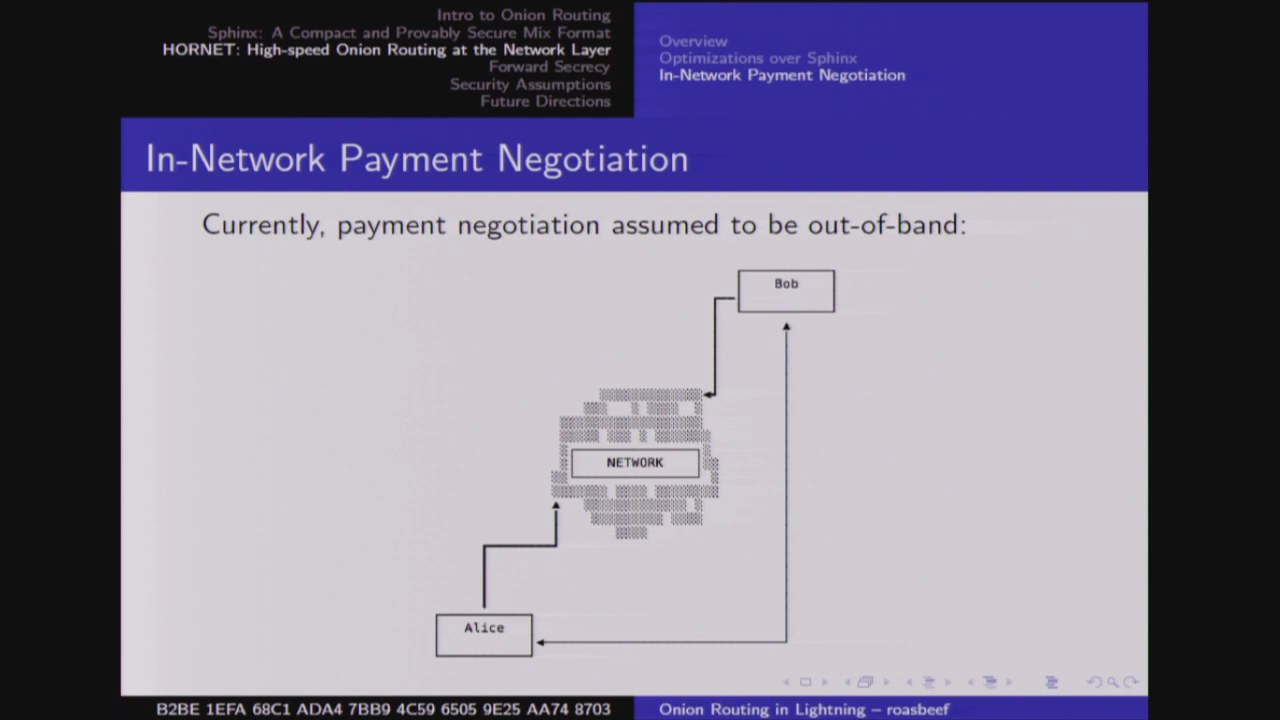 Intro to Onion Routing
Sphinx: A Compact and Provably Secure Mix Format
HORNET: High-speed Onion Routing at the Network Layer
Forward Secrecy
Security Assumptions
Future Directions
Overview
Optimizations over Sphinx
In-Network Payment Negotiation
In-Network Payment Negotiation
Currently, payment negotiation assumed to be out-of-band:
Bob
NETWORK
Alice
B2BE 1EFA 68C1 ADA4 7BB9 4C59 6505 9E25 AA74 8703
Onion Routing in Lightning – roasbeef